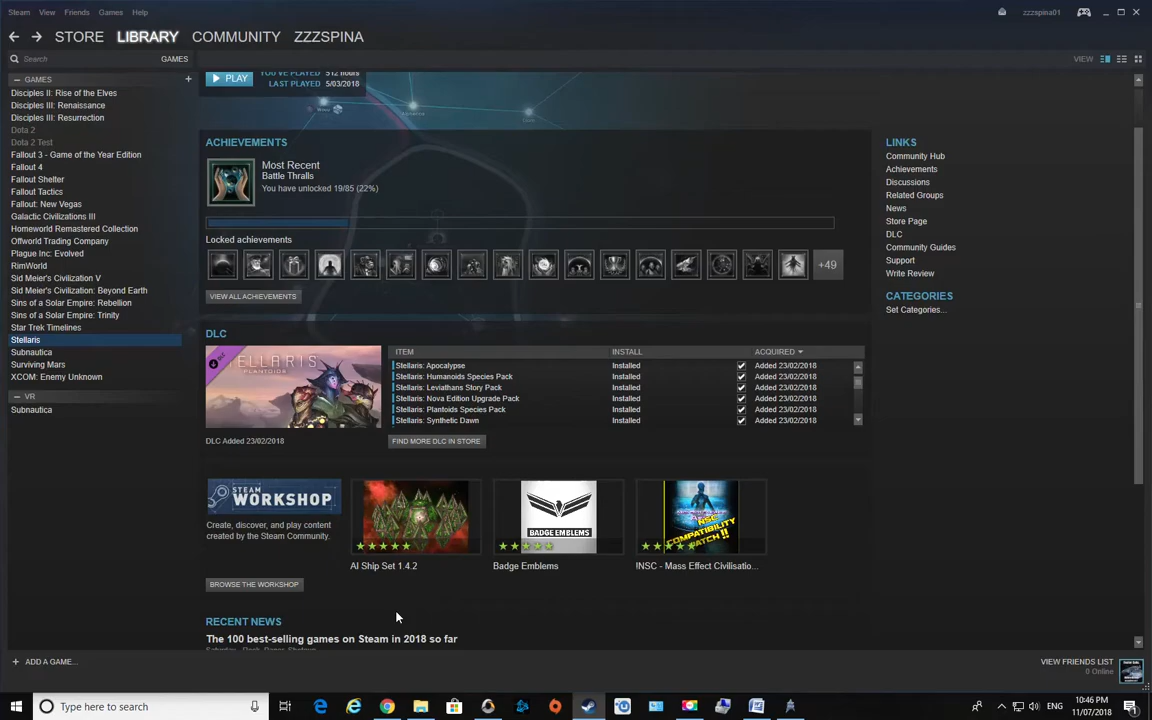 Steam View Friends Games Help
zzzspina01
STORE LIBRARY COMMUNITY ZZZSPINA
Search GAMES
VIEW
GAMES
Disciples II: Rise of the Elves
Disciples III: Renaissance
Disciples III: Resurrection
Dota 2
Dota 2 Test
Fallout 3 - Game of the Year Edition
Fallout 4
Fallout Shelter
Fallout Tactics
Fallout: New Vegas
Galactic Civilizations III
Homeworld Remastered Collection
Offworld Trading Company
Plague Inc: Evolved
RimWorld
Sid Meier's Civilization V
Sid Meier's Civilization: Beyond Earth
Sins of a Solar Empire: Rebellion
Sins of a Solar Empire: Trinity
Star Trek Timelines
Stellaris
Subnautica
Surviving Mars
XCOM: Enemy Unknown
VR
Subnautica
PLAY
YOU'VE PLAYED 512 hours
LAST PLAYED 5/03/2018
ACHIEVEMENTS
Most Recent
Battle Thralls
You have unlocked 19/85 (22%)
Locked achievements
+49
VIEW ALL ACHIEVEMENTS
DLC
STELLARIS
PLANTOIDS
DLC Added 23/02/2018
ITEM INSTALL ACQUIRED
Stellaris: Apocalypse Installed Added 23/02/2018
Stellaris: Humanoids Species Pack Installed Added 23/02/2018
Stellaris: Leviathans Story Pack Installed Added 23/02/2018
Stellaris: Nova Edition Upgrade Pack Installed Added 23/02/2018
Stellaris: Plantoids Species Pack Installed Added 23/02/2018
Stellaris: Synthetic Dawn Installed Added 23/02/2018
FIND MORE DLC IN STORE
STEAM
WORKSHOP
Create, discover, and play content
created by the Steam Community.
BROWSE THE WORKSHOP
AI Ship Set 1.4.2
BADGE EMBLEMS
Badge Emblems
NSC
COMPATIBILITY
PATCH !!
!NSC - Mass Effect Civilisatio...
RECENT NEWS
The 100 best-selling games on Steam in 2018 so far
LINKS
Community Hub
Achievements
Discussions
Related Groups
News
Store Page
DLC
Community Guides
Support
Write Review
CATEGORIES
Set Categories...
ADD A GAME...
VIEW FRIENDS LIST
0 Online
Type here to search
ENG
10:46 PM
11/07/2018